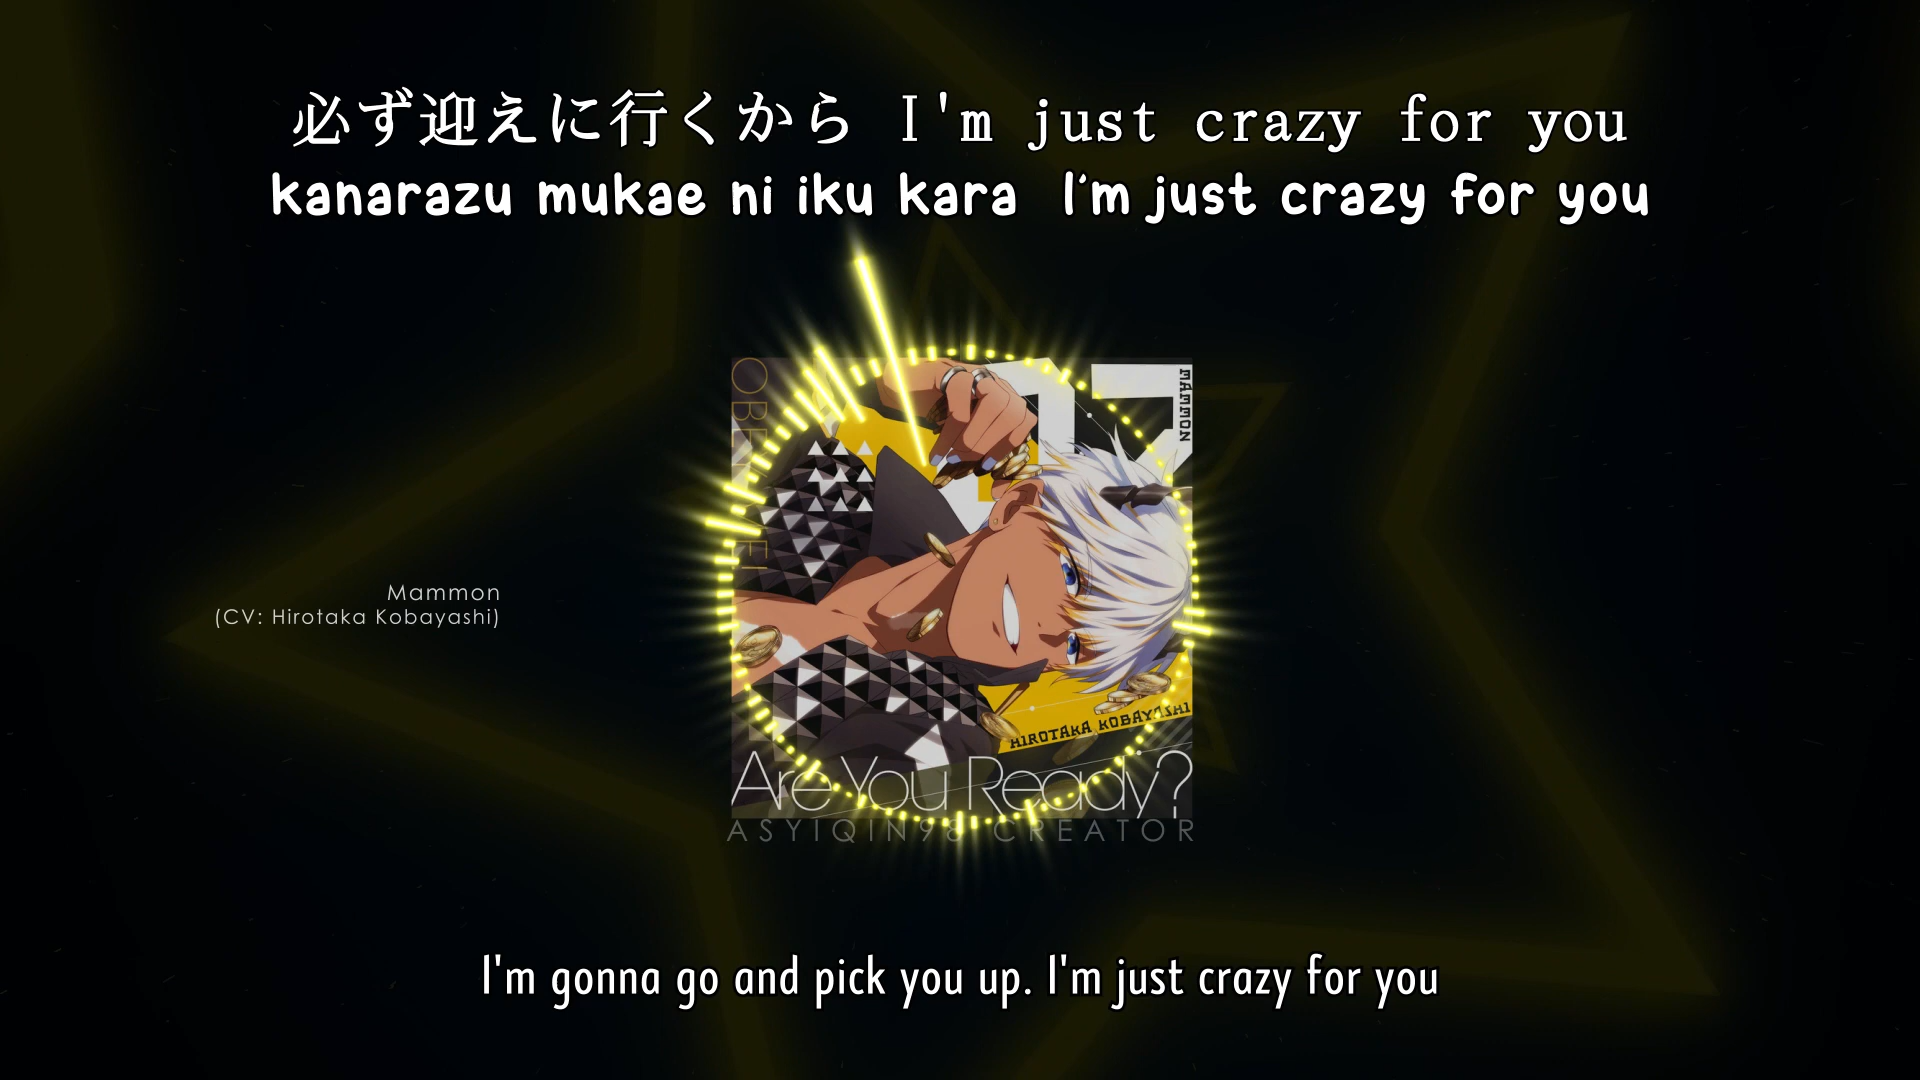 必ず迎えに行くから I'm just crazy for you
kanarazu mukae ni iku kara I'm just crazy for you
MAMMON
Mammon
(CV: Hirotaka Kobayashi)
HIROTAKA KOBAYASHI
Are You Ready?
ASYIQIN98 CREATOR
I'm gonna go and pick you up. I'm just crazy for you